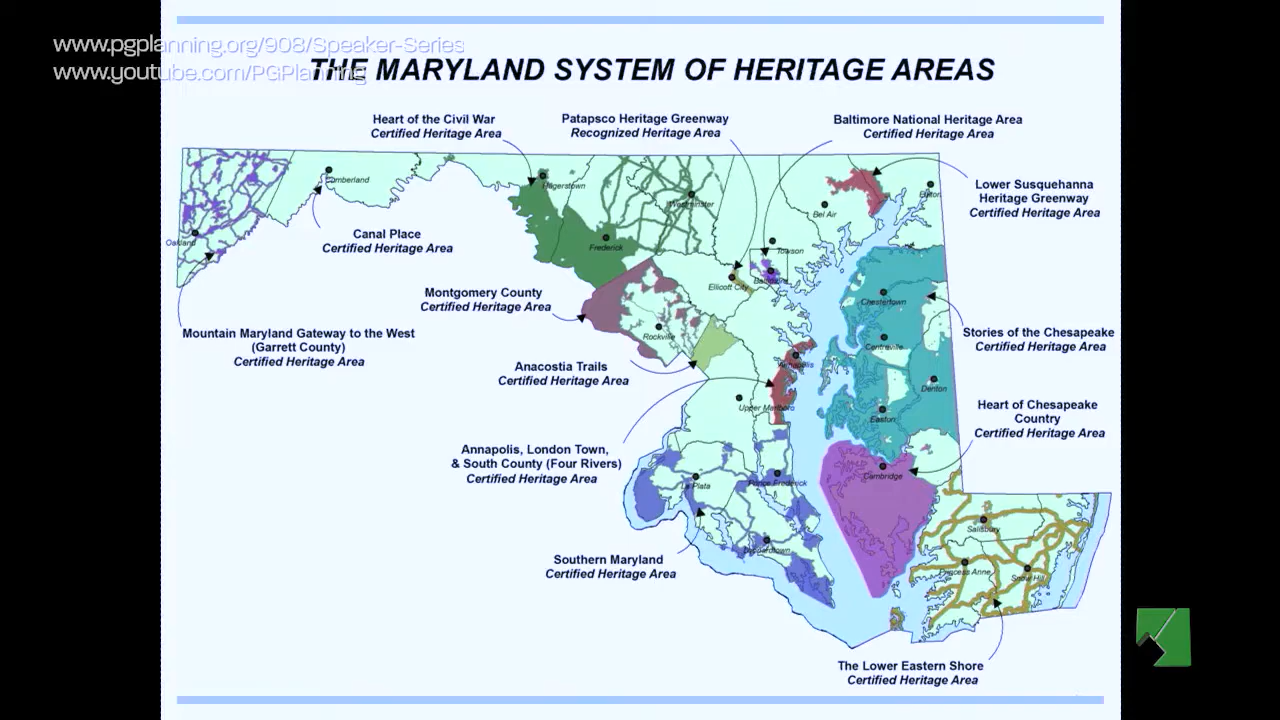 www.pgplanning.org/908/Speaker-Series
www.youtube.com/PGPlanning
THE MARYLAND SYSTEM OF HERITAGE AREAS
Heart of the Civil War
Certified Heritage Area
Patapsco Heritage Greenway
Recognized Heritage Area
Baltimore National Heritage Area
Certified Heritage Area
Lower Susquehanna
Heritage Greenway
Certified Heritage Area
Canal Place
Certified Heritage Area
Montgomery County
Certified Heritage Area
Mountain Maryland Gateway to the West
(Garrett County)
Certified Heritage Area
Stories of the Chesapeake
Certified Heritage Area
Anacostia Trails
Certified Heritage Area
Heart of Chesapeake
Country
Certified Heritage Area
Annapolis, London Town,
& South County (Four Rivers)
Certified Heritage Area
Southern Maryland
Certified Heritage Area
The Lower Eastern Shore
Certified Heritage Area
Cumberland
Hagerstown
Westminster
Elkton
Bel Air
Oakland
Frederick
Towson
Ellicott City
Baltimore
Chestertown
Rockville
Centreville
Annapolis
Denton
Upper Marlboro
Easton
Cambridge
La Plata
Prince Frederick
Salisbury
Leonardtown
Princess Anne
Snow Hill